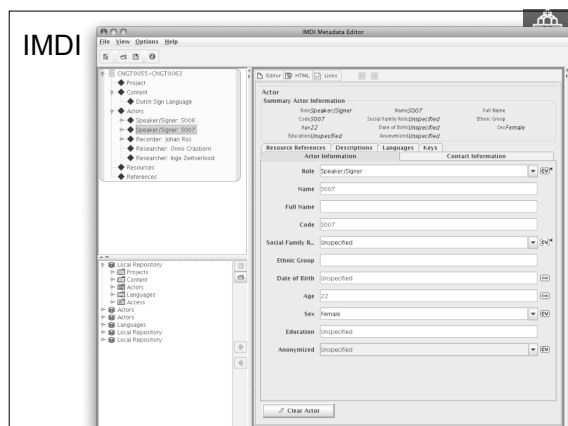 IMDI
IMDI Metadata Editor
File View Options Help
CNGT0055-CNGT0063
Project
Content
Dutch Sign Language
Actors
Speaker/Signer: S006
Speaker/Signer: S007
Recorder: Johan Ros
Researcher: Onno Crasborn
Researcher: Inge Zwitserlood
Resources
References
Local Repository
Projects
Content
Actors
Languages
Access
Actors
Actors
Languages
Local Repository
Local Repository
Editor HTML Links
Actor
Summary Actor Information
Role Speaker/Signer Name S007 Full Name
Code S007 Social Family Role Unspecified Ethnic Group
Age 22 Date of Birth Unspecified Sex Female
Education Unspecified Anonymized Unspecified
Resource References Descriptions Languages Keys
Actor Information Contact Information
Role Speaker/Signer CV*
Name S007
Full Name
Code S007
Social Family R... Unspecified CV*
Ethnic Group
Date of Birth Unspecified
Age 22
Sex Female CV
Education Unspecified
Anonymized Unspecified CV
Clear Actor